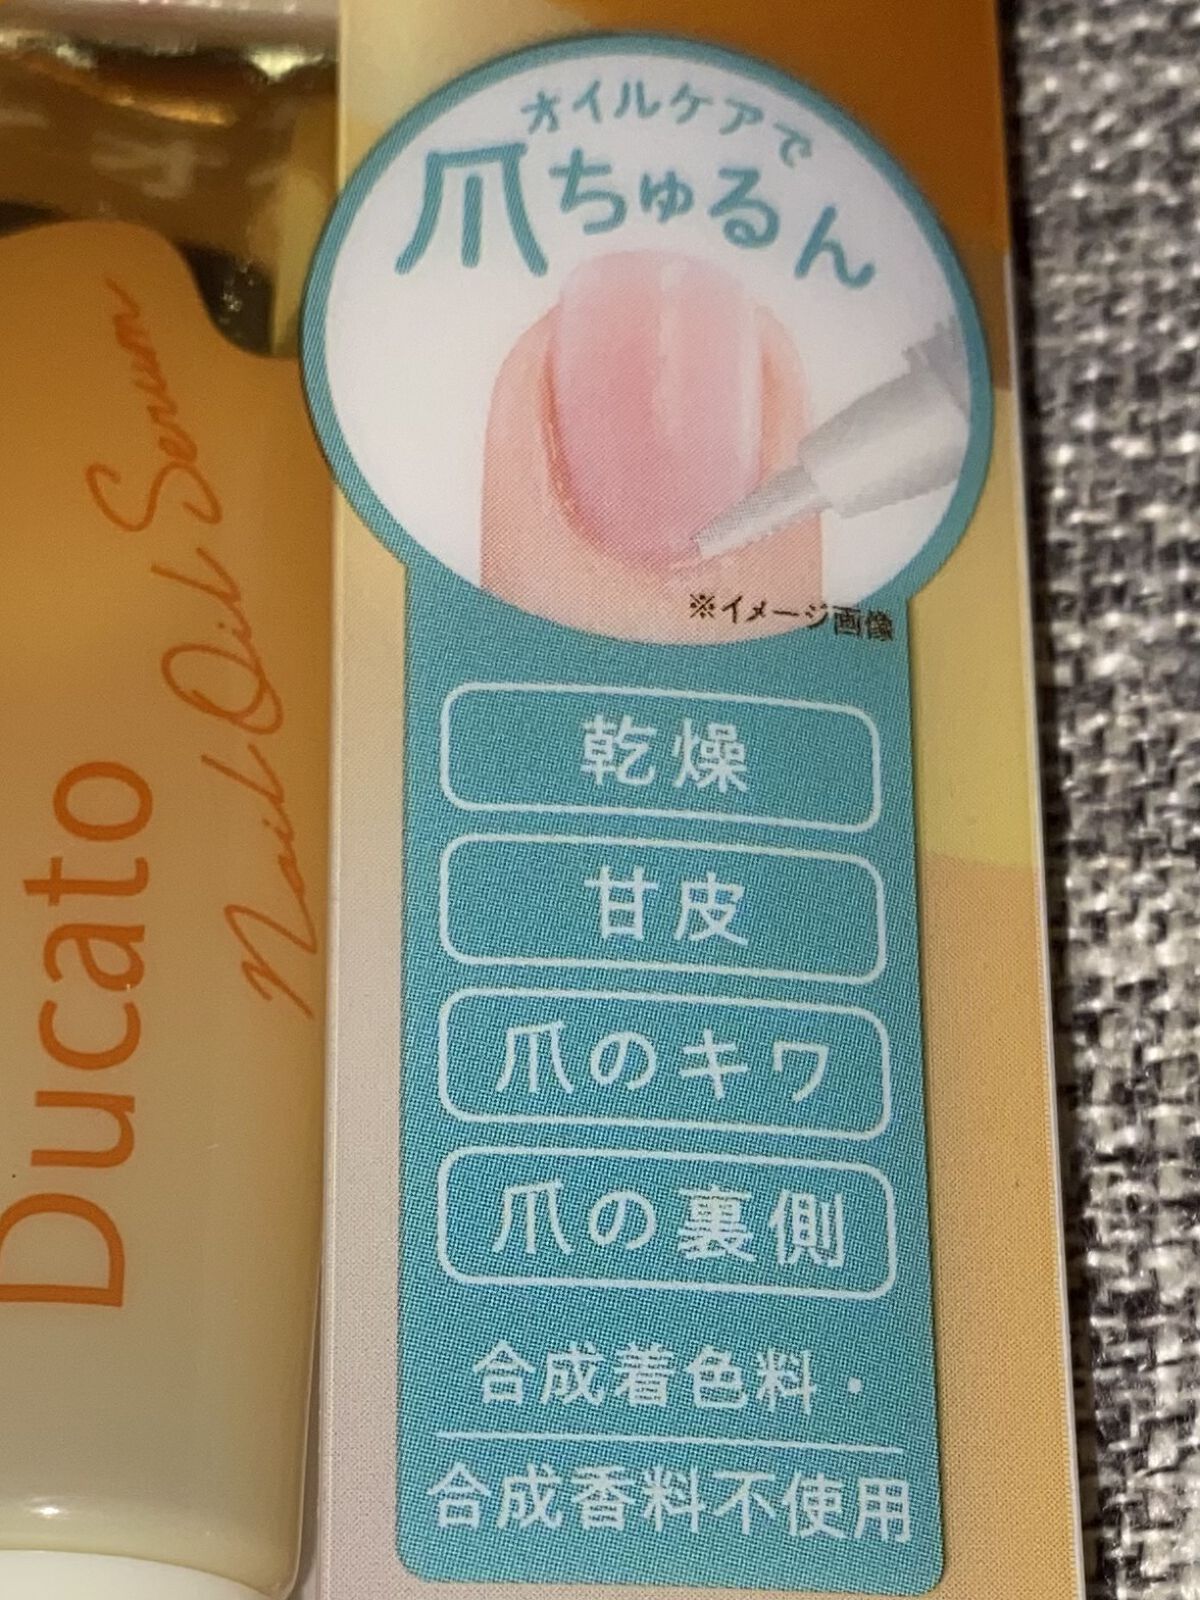 オイルケアで
爪ちゅるん
※イメージ画像
乾燥
甘皮
爪のキワ
爪の裏側
合成着色料・
合成香料不使用
Ducato
Nail Oil Serum